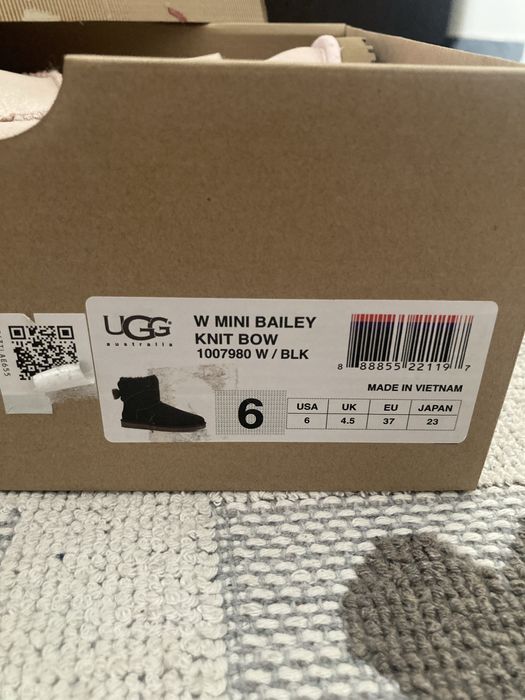 UGG
australia
W MINI BAILEY
KNIT BOW
1007980 W / BLK
8 88855 22119 7
MADE IN VIETNAM
6
USA UK EU JAPAN
6 4.5 37 23